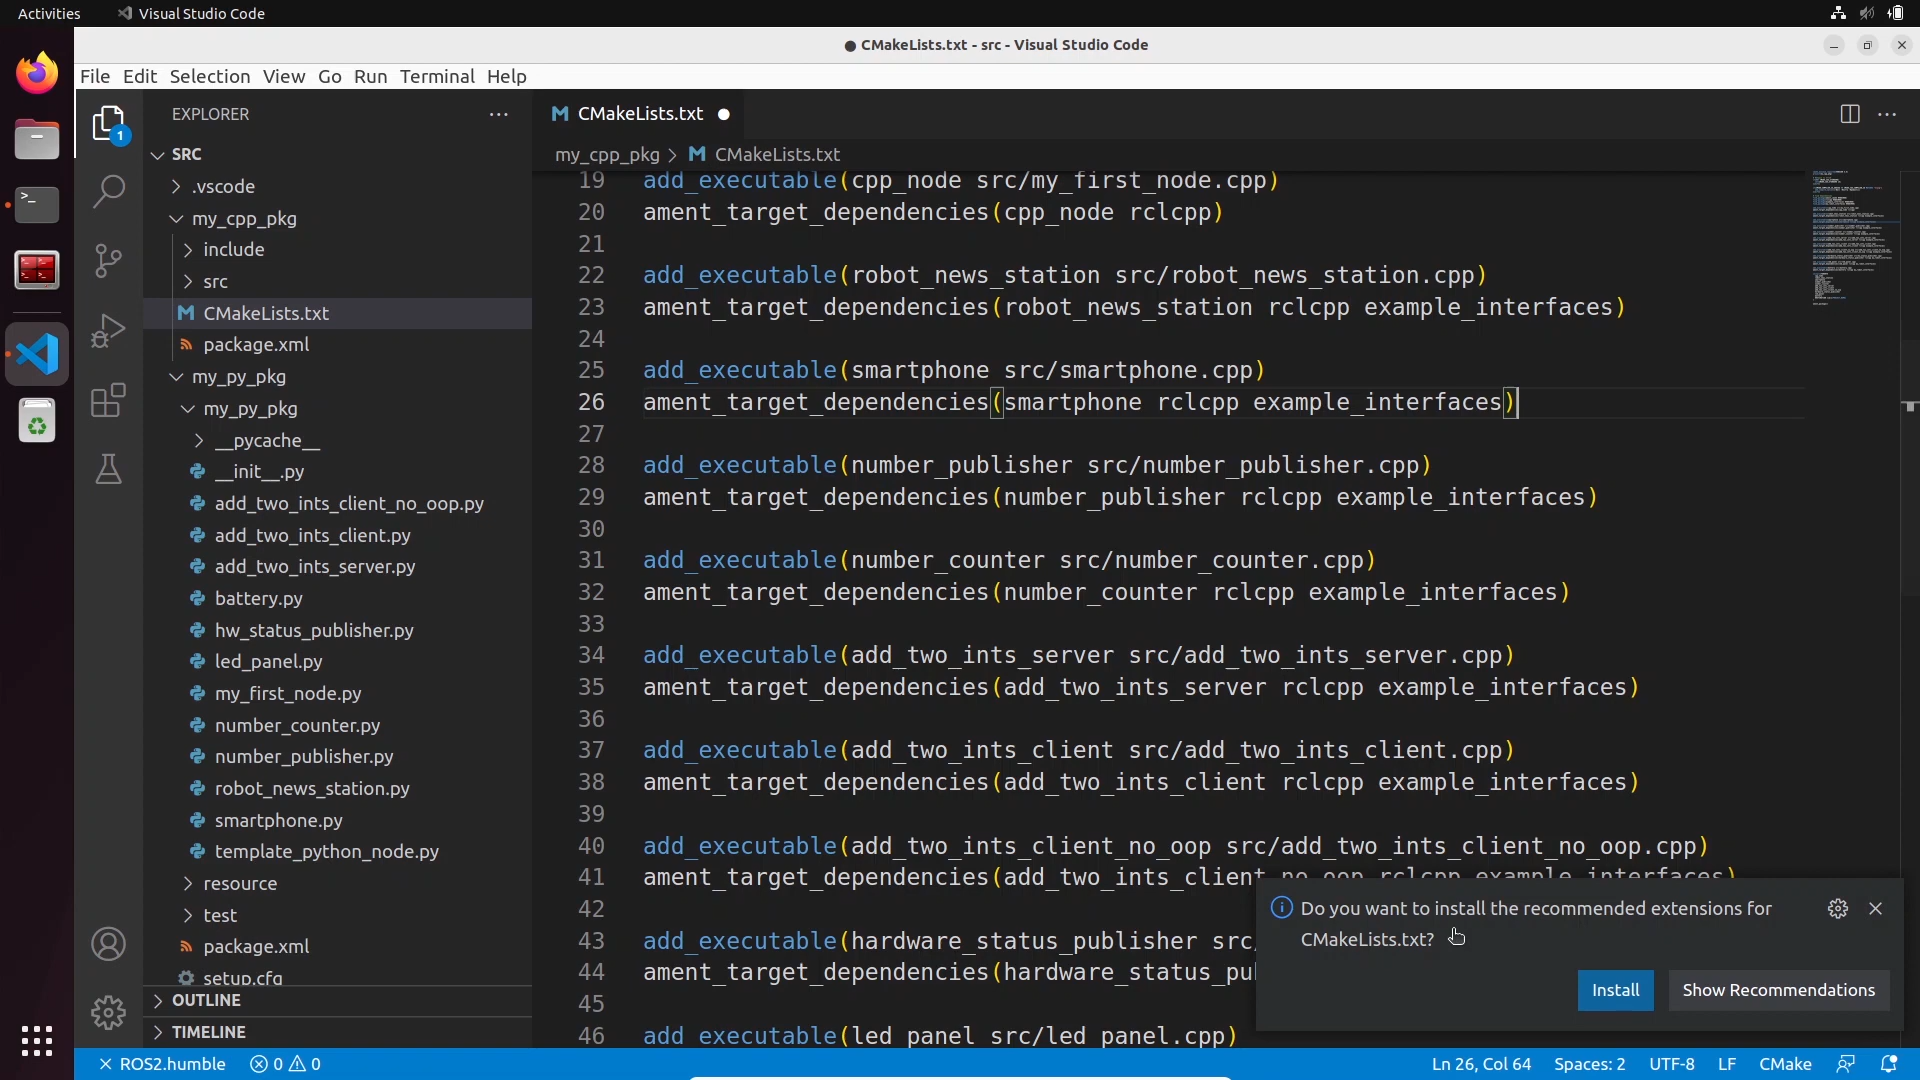 Activities Visual Studio Code
● CMakeLists.txt - src - Visual Studio Code
File Edit Selection View Go Run Terminal Help
EXPLORER
1
SRC
.vscode
my_cpp_pkg
include
src
CMakeLists.txt
package.xml
my_py_pkg
my_py_pkg
__pycache__
__init__.py
add_two_ints_client_no_oop.py
add_two_ints_client.py
add_two_ints_server.py
battery.py
hw_status_publisher.py
led_panel.py
my_first_node.py
number_counter.py
number_publisher.py
robot_news_station.py
smartphone.py
template_python_node.py
resource
test
package.xml
setup.cfg
OUTLINE
TIMELINE
CMakeLists.txt
my_cpp_pkg > CMakeLists.txt
19 add_executable(cpp_node src/my_first_node.cpp)
20 ament_target_dependencies(cpp_node rclcpp)
21
22 add_executable(robot_news_station src/robot_news_station.cpp)
23 ament_target_dependencies(robot_news_station rclcpp example_interfaces)
24
25 add_executable(smartphone src/smartphone.cpp)
26 ament_target_dependencies(smartphone rclcpp example_interfaces)
27
28 add_executable(number_publisher src/number_publisher.cpp)
29 ament_target_dependencies(number_publisher rclcpp example_interfaces)
30
31 add_executable(number_counter src/number_counter.cpp)
32 ament_target_dependencies(number_counter rclcpp example_interfaces)
33
34 add_executable(add_two_ints_server src/add_two_ints_server.cpp)
35 ament_target_dependencies(add_two_ints_server rclcpp example_interfaces)
36
37 add_executable(add_two_ints_client src/add_two_ints_client.cpp)
38 ament_target_dependencies(add_two_ints_client rclcpp example_interfaces)
39
40 add_executable(add_two_ints_client_no_oop src/add_two_ints_client_no_oop.cpp)
41 ament_target_dependencies(add_two_ints_client_no_oop rclcpp example_interfaces)
42
43 add_executable(hardware_status_publisher src/
44 ament_target_dependencies(hardware_status_pu
45
46 add_executable(led_panel src/led_panel.cpp)
Do you want to install the recommended extensions for
CMakeLists.txt?
Install Show Recommendations
ROS2.humble 0 0 Ln 26, Col 64 Spaces: 2 UTF-8 LF CMake